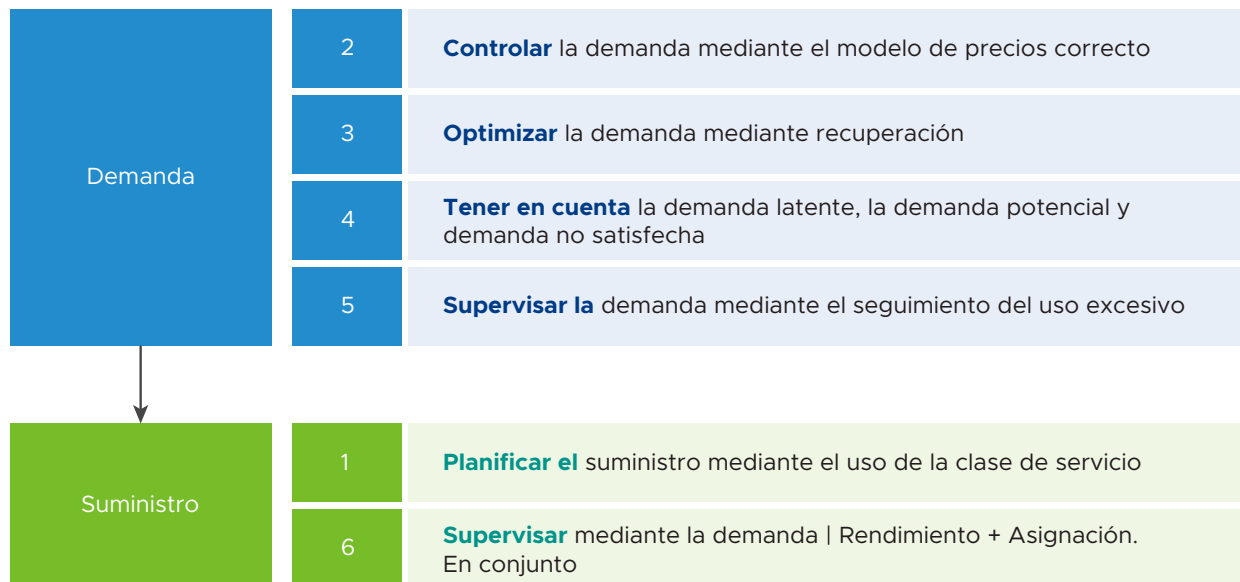 Demanda
2
Controlar la demanda mediante el modelo de precios correcto
3
Optimizar la demanda mediante recuperación
4
Tener en cuenta la demanda latente, la demanda potencial y
demanda no satisfecha
5
Supervisar la demanda mediante el seguimiento del uso excesivo
Suministro
1
Planificar el suministro mediante el uso de la clase de servicio
6
Supervisar mediante la demanda | Rendimiento + Asignación.
En conjunto